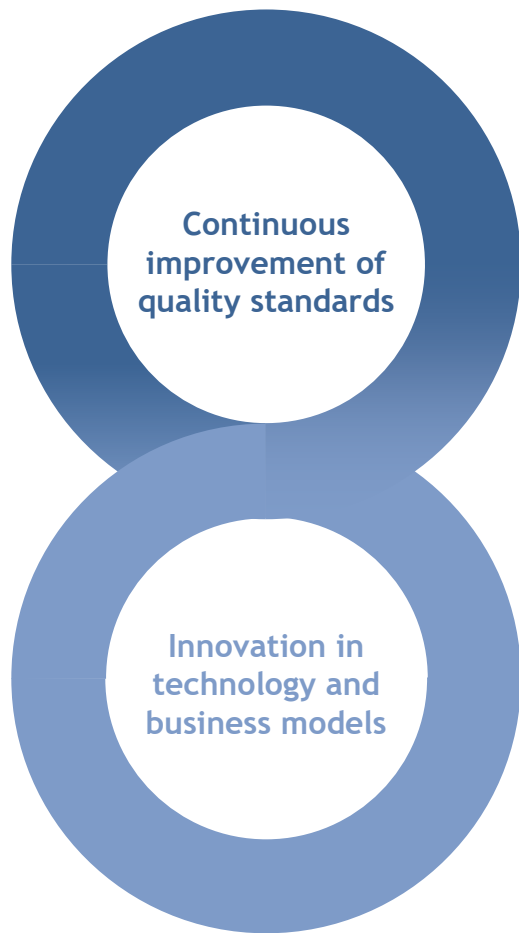 Continuous
improvement of
quality standards
Innovation in
technology and
business models